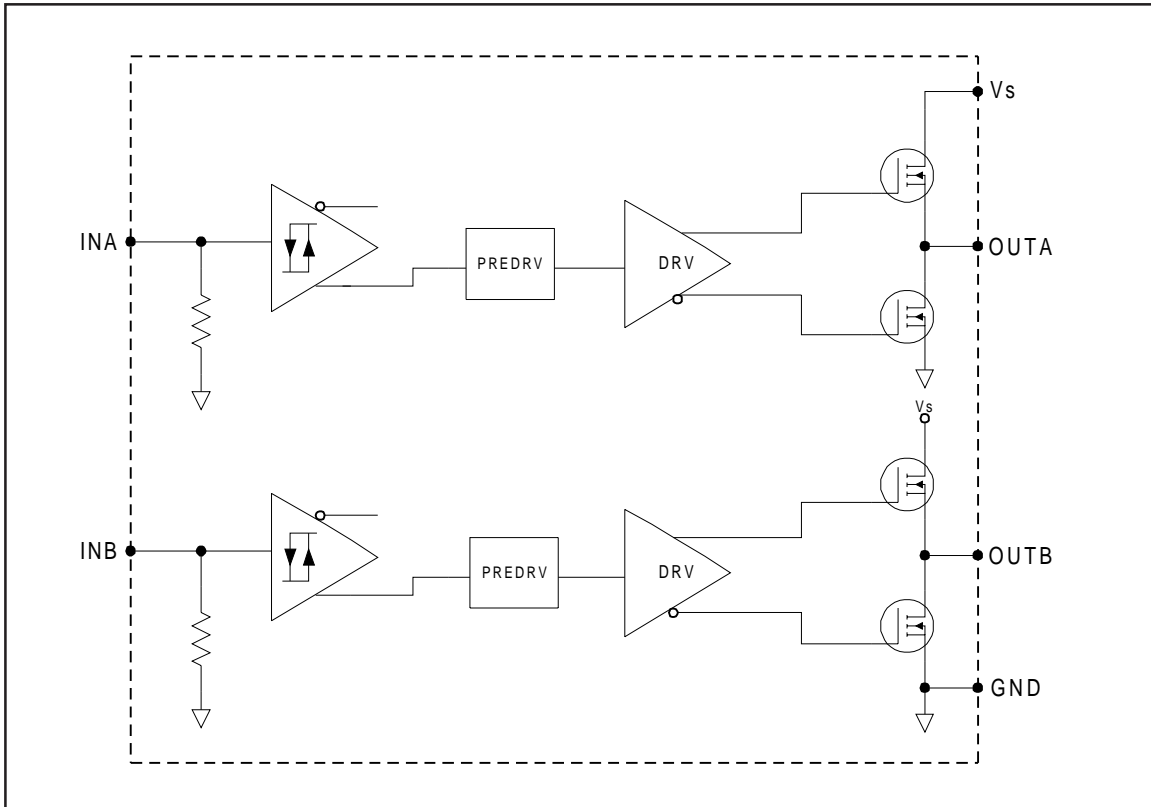 Vs
INA
PREDRV
DRV
OUTA
Vs
INB
PREDRV
DRV
OUTB
GND